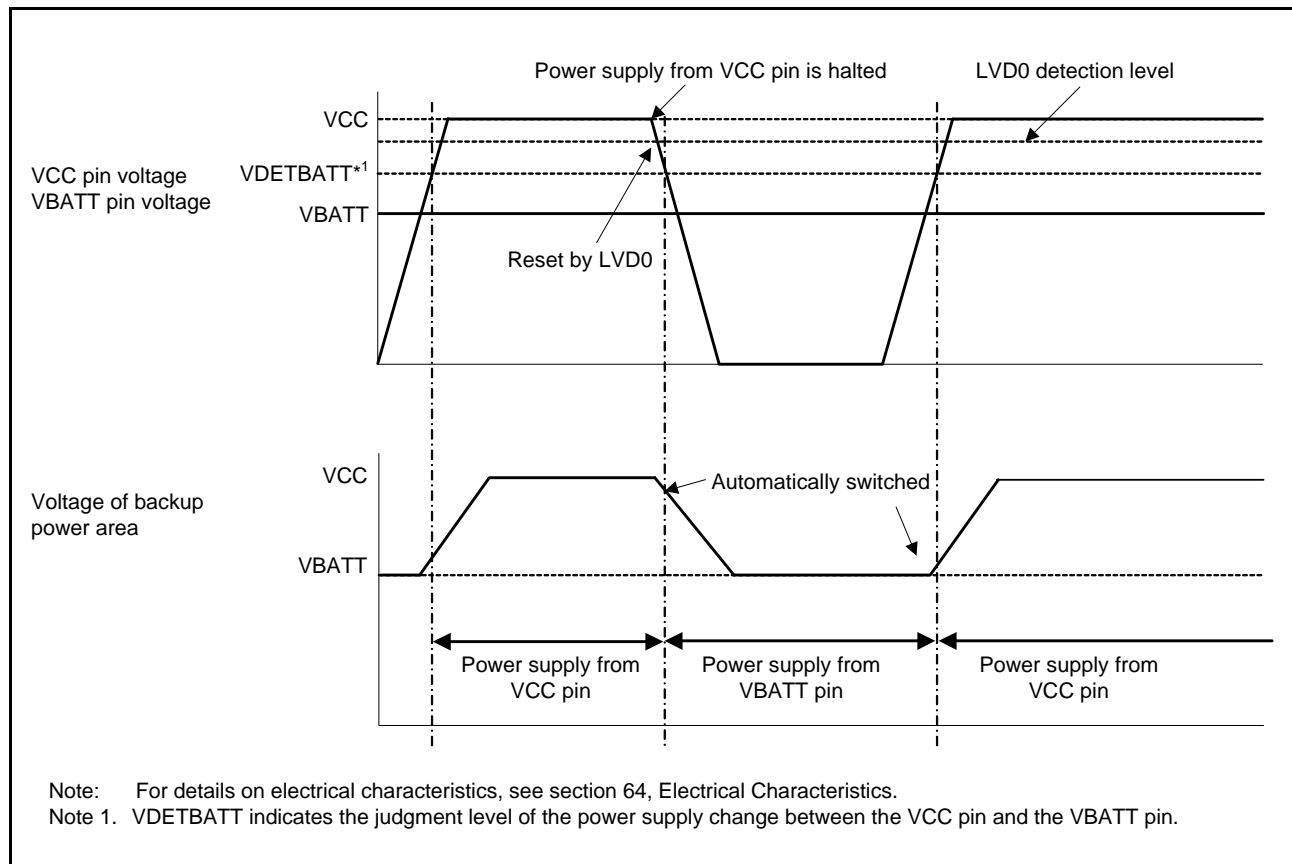 Power supply from VCC pin is halted
LVD0 detection level
VCC
VDETBATT*1
VBATT
VCC pin voltage
VBATT pin voltage
Reset by LVD0
VCC
Automatically switched
Voltage of backup
power area
VBATT
Power supply from
VCC pin
Power supply from
VBATT pin
Power supply from
VCC pin
Note: For details on electrical characteristics, see section 64, Electrical Characteristics.
Note 1. VDETBATT indicates the judgment level of the power supply change between the VCC pin and the VBATT pin.